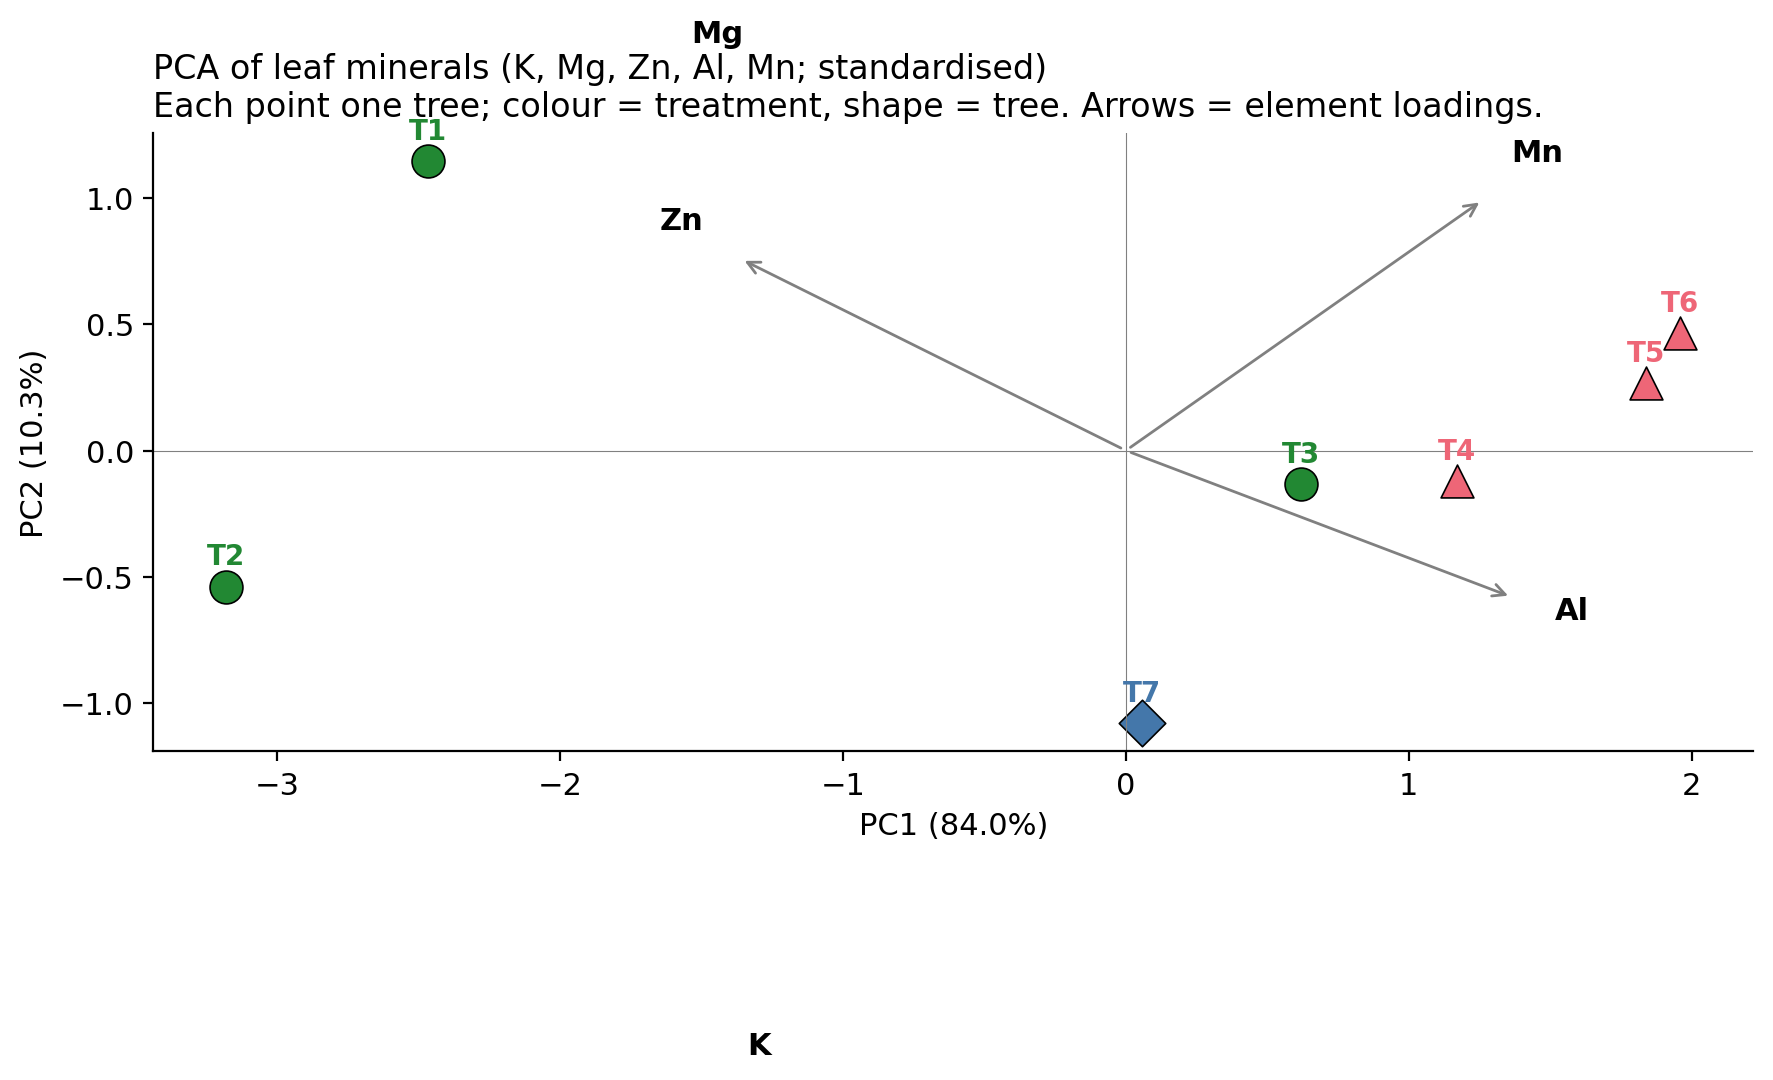 Mg
PCA of leaf minerals (K, Mg, Zn, Al, Mn; standardised)
Each point one tree; colour = treatment, shape = tree. Arrows = element loadings.
T1
Mn
1.0
Zn
T6
0.5
T5
PC2 (10.3%)
0.0
T3
T4
T2
−0.5
Al
T7
−1.0
−3
−2
−1
0
1
2
PC1 (84.0%)
K